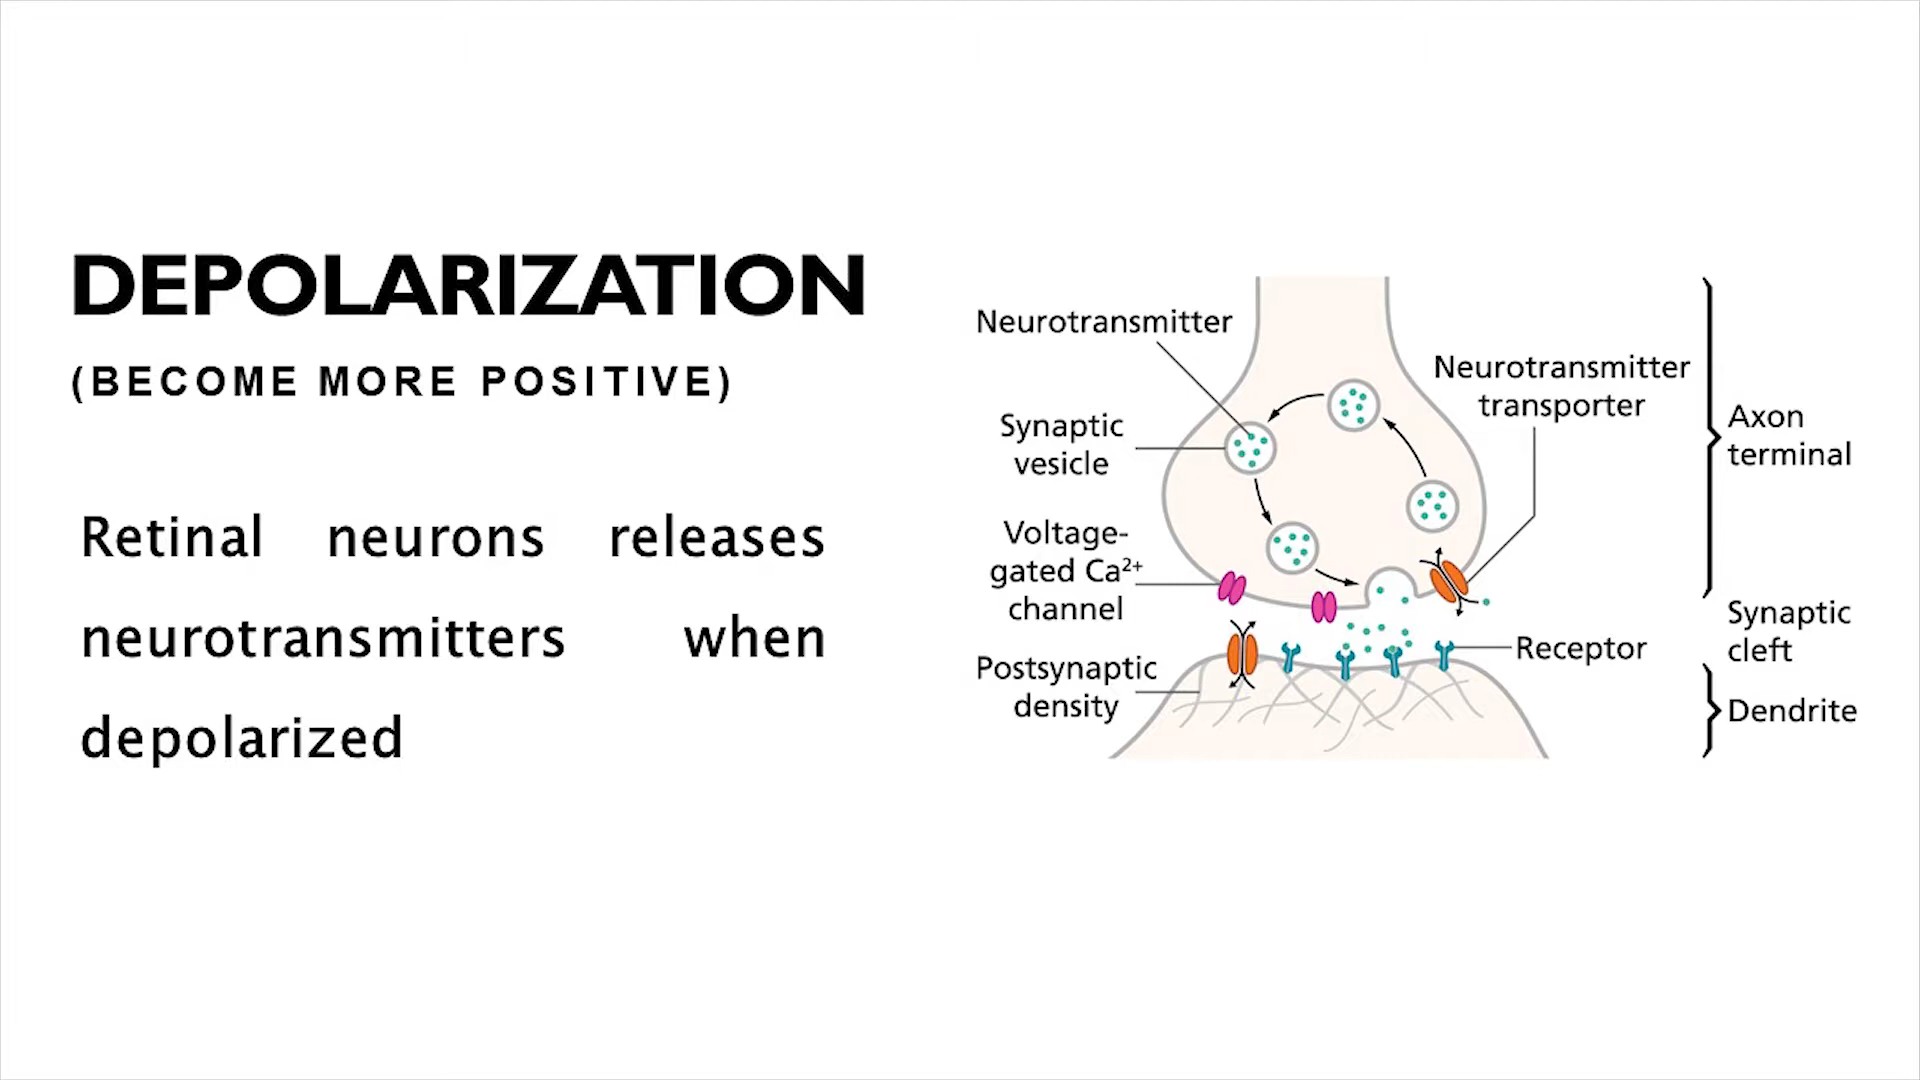 DEPOLARIZATION
(BECOME MORE POSITIVE)
Retinal neurons releases
neurotransmitters when
depolarized
Neurotransmitter
Synaptic
vesicle
Voltage-
gated Ca²⁺
channel
Postsynaptic
density
Neurotransmitter
transporter
Receptor
Axon
terminal
Synaptic
cleft
Dendrite